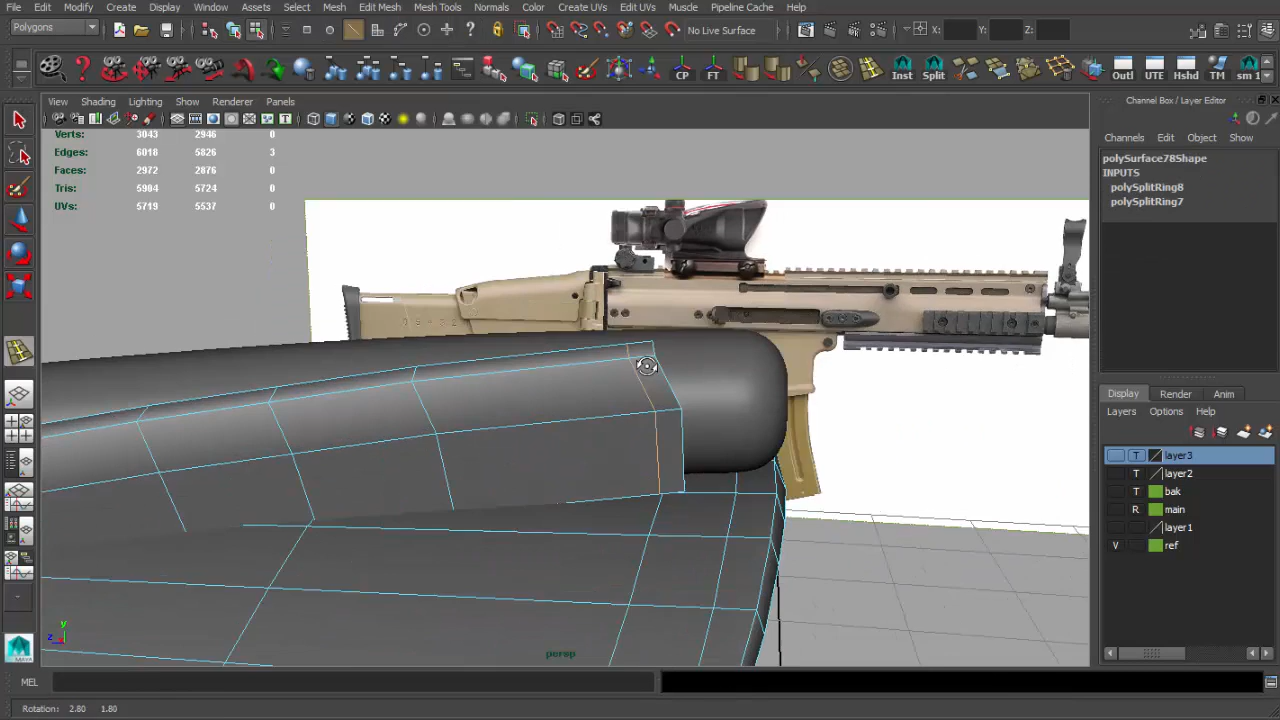 File Edit Modify Create Display Window Assets Select Mesh Edit Mesh Mesh Tools Normals Color Create UVs Edit UVs Muscle Pipeline Cache Help
Polygons No Live Surface X: Y: Z:
CP FT Inst Split Outl UTE Hshd TM sm 1
View Shading Lighting Show Renderer Panels
Channel Box / Layer Editor
Channels Edit Object Show
Verts: 3043 2946 0
Edges: 6018 5826 3
Faces: 2972 2876 0
Tris: 5904 5724 0
UVs: 5719 5537 0
polySurface78Shape
INPUTS
polySplitRing8
polySplitRing7
Display Render Anim
Layers Options Help
T layer3
T layer2
T bak
R main
layer1
V ref
y
z
persp
MEL
Rotation: 2.80 1.80